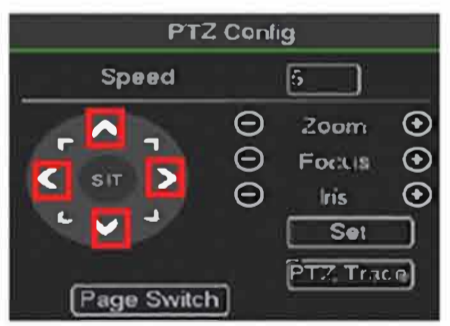 PTZ Config
Speed 5
Zoom
Focus
SIT
Iris
Set
PTZ Trace
Page Switch